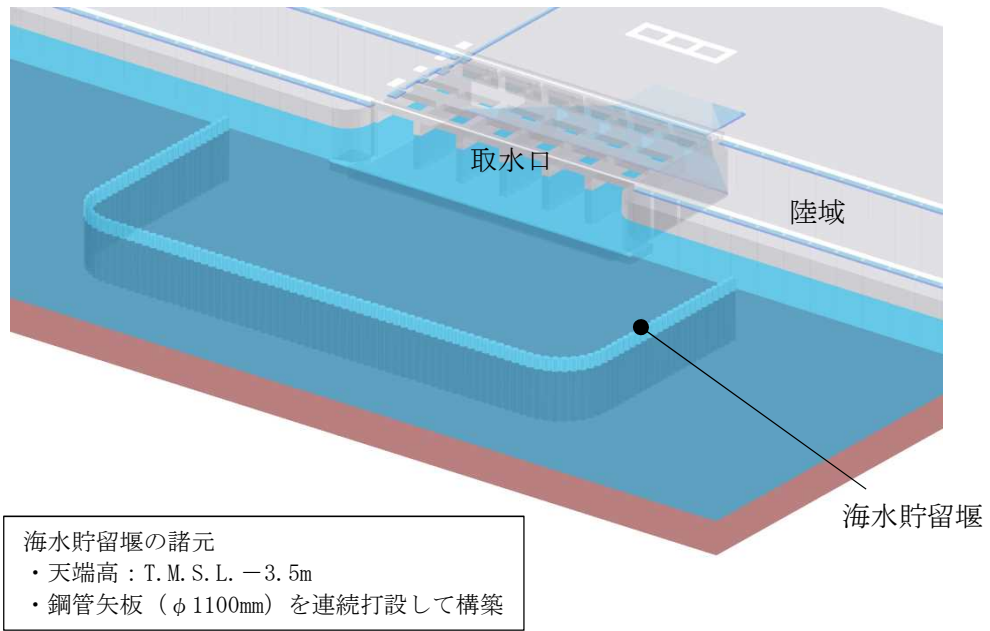 取水口
陸域
海水貯留堰
海水貯留堰の諸元
・天端高：T.M.S.L.－3.5m
・鋼管矢板（φ1100mm）を連続打設して構築